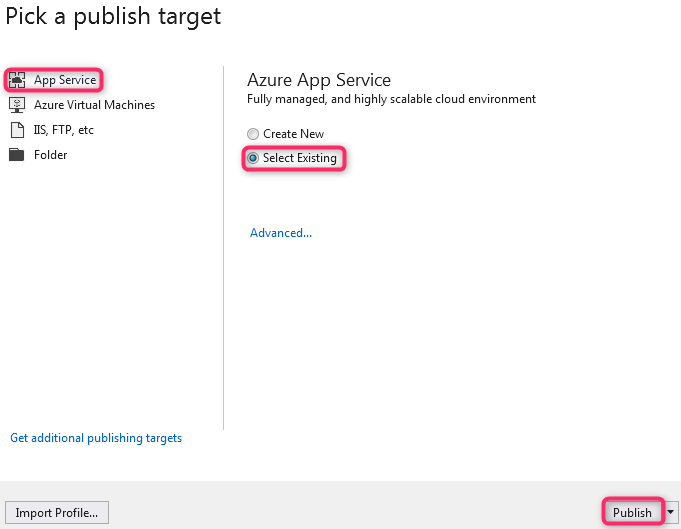 Pick a publish target
App Service
Azure Virtual Machines
IIS, FTP, etc
Folder
Get additional publishing targets
Azure App Service
Fully managed, and highly scalable cloud environment
Create New
Select Existing
Advanced...
Import Profile...
Publish